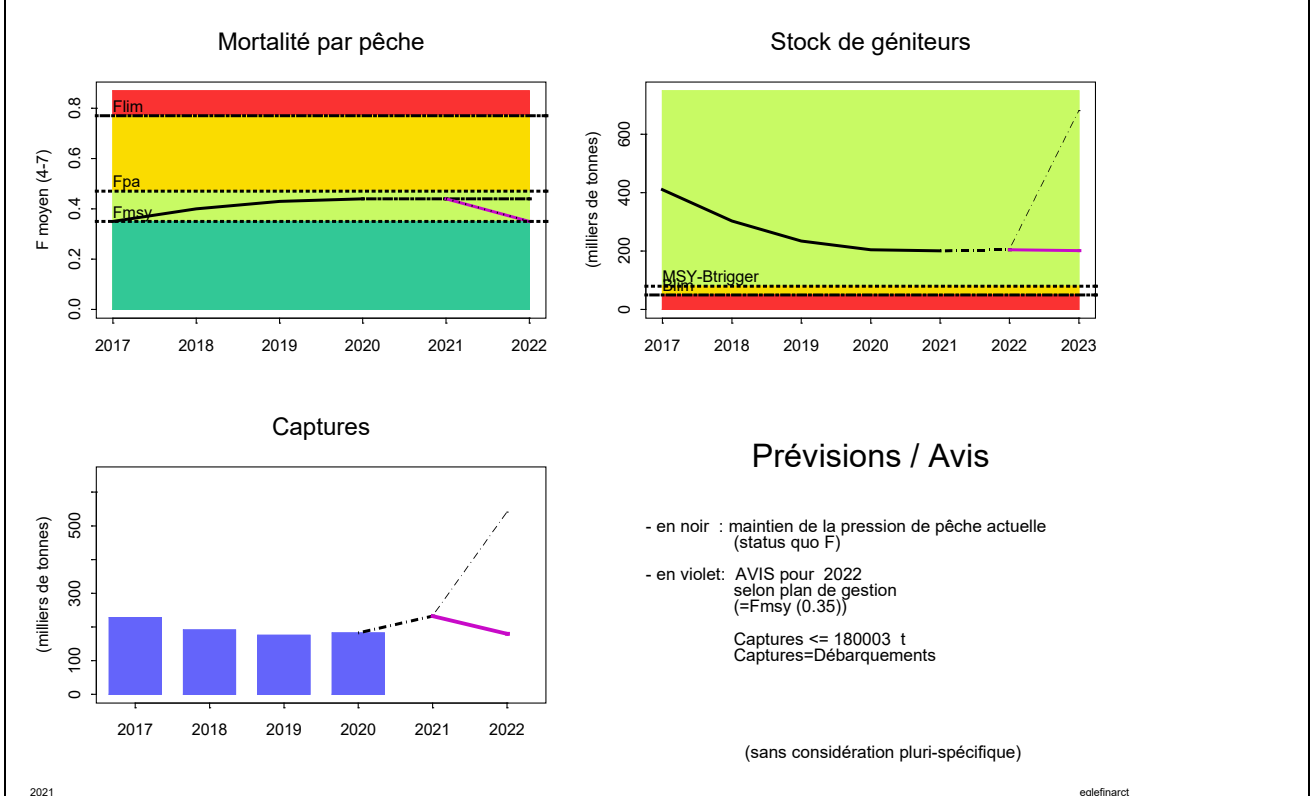 Mortalité par pêche
F moyen (4-7)
0.8
0.6
0.4
0.2
0.0
Flim
Fpa
Fmsy
2017 2018 2019 2020 2021 2022
Stock de géniteurs
(milliers de tonnes)
600
400
200
0
MSY-Btrigger
Blim
2017 2018 2019 2020 2021 2022 2023
Captures
(milliers de tonnes)
500
300
100
0
2017 2018 2019 2020 2021 2022
Prévisions / Avis
- en noir : maintien de la pression de pêche actuelle
(status quo F)
- en violet: AVIS pour 2022
selon plan de gestion
(=Fmsy (0.35))
Captures <= 180003 t
Captures=Débarquements
(sans considération pluri-spécifique)
2021
eglefinarct